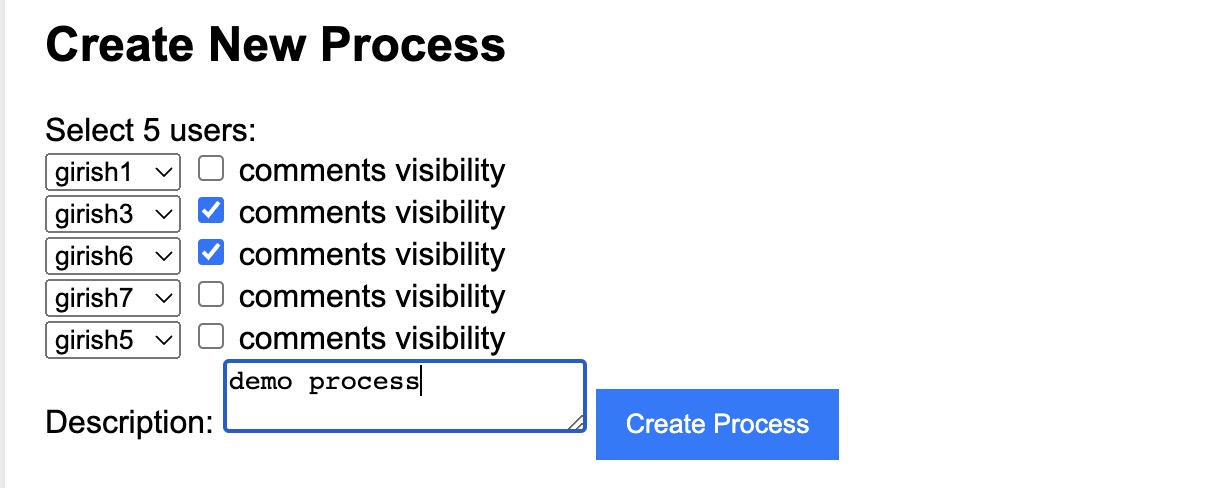 Create New Process
Select 5 users:
girish1 comments visibility
girish3 comments visibility
girish6 comments visibility
girish7 comments visibility
girish5 comments visibility
demo process
Description: Create Process